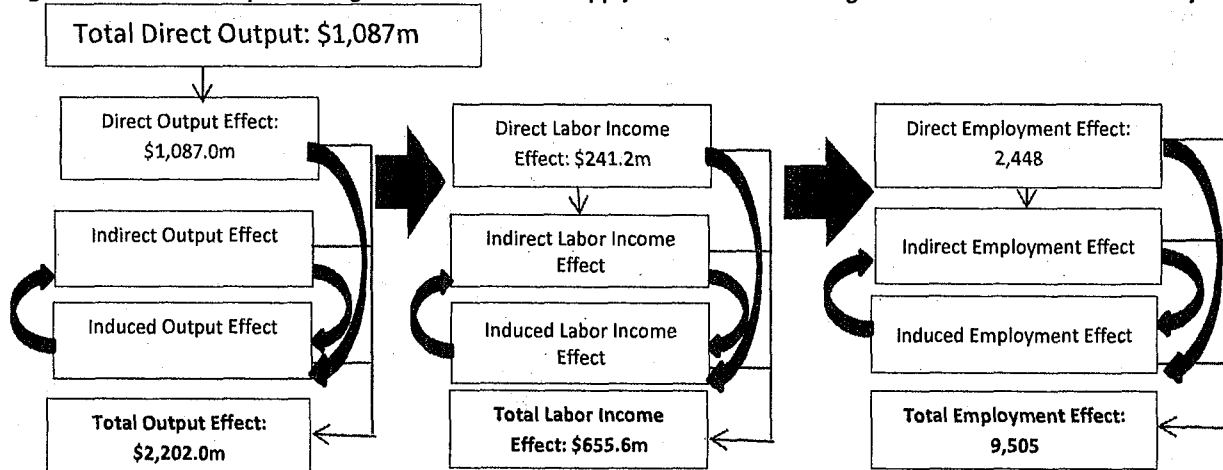 Total Direct Output: $1,087m
Direct Output Effect:
$1,087.0m
Indirect Output Effect
Induced Output Effect
Total Output Effect:
$2,202.0m
Direct Labor Income
Effect: $241.2m
Indirect Labor Income
Effect
Induced Labor Income
Effect
Total Labor Income
Effect: $655.6m
Direct Employment Effect:
2,448
Indirect Employment Effect
Induced Employment Effect
Total Employment Effect:
9,505